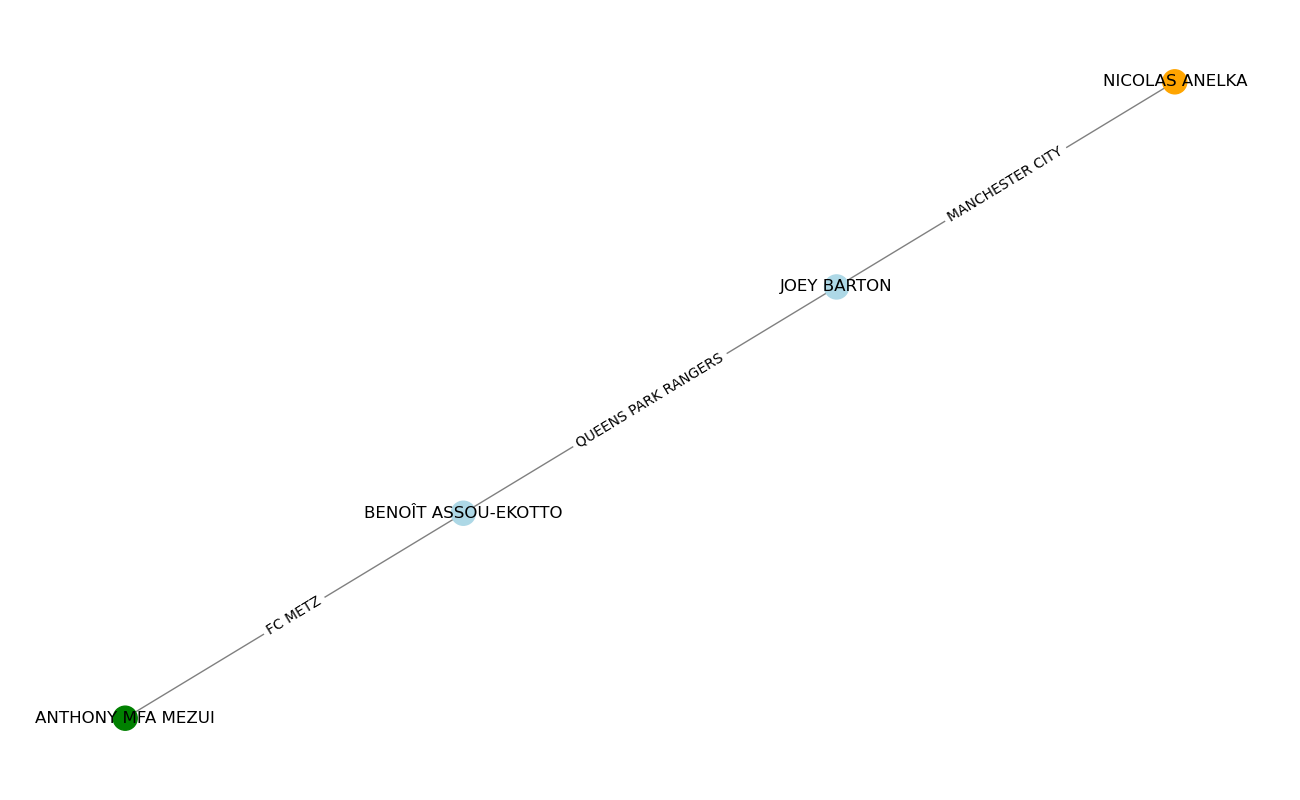 NICOLAS ANELKA
MANCHESTER CITY
JOEY BARTON
QUEENS PARK RANGERS
BENOÎT ASSOU-EKOTTO
FC METZ
ANTHONY MFA MEZUI